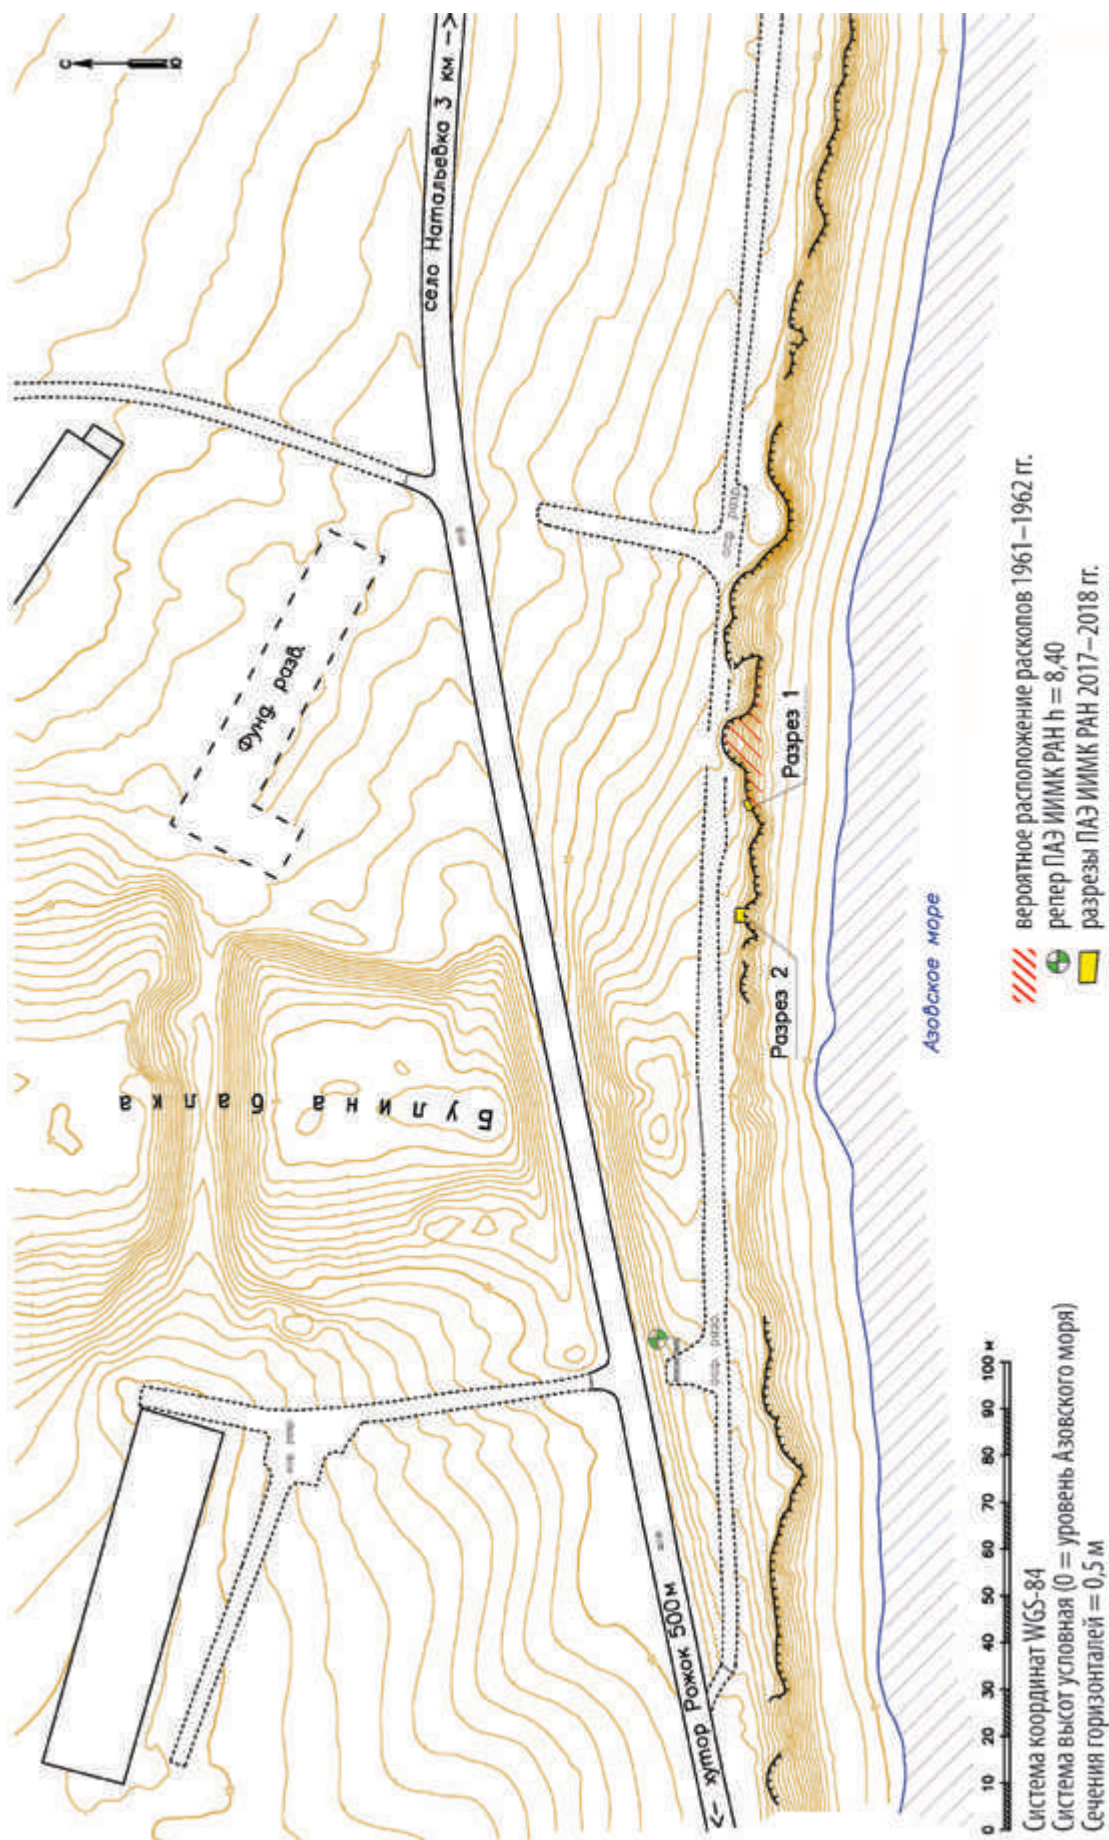 С
Ю
село Натальевка 3 км –>
Фунд. разв.
Булина балка
<– хутор Рожок 500м
Разрез 1
Разрез 2
Азовское море
0 10 20 30 40 50 60 70 80 90 100 м
Система координат WGS-84
Система высот условная (0 = уровень Азовского моря)
Сечения горизонталей = 0,5 м
вероятное расположение раскопов 1961–1962 гг.
репер ПАЭ ИИМК РАН h = 8,40
разрезы ПАЭ ИИМК РАН 2017–2018 гг.